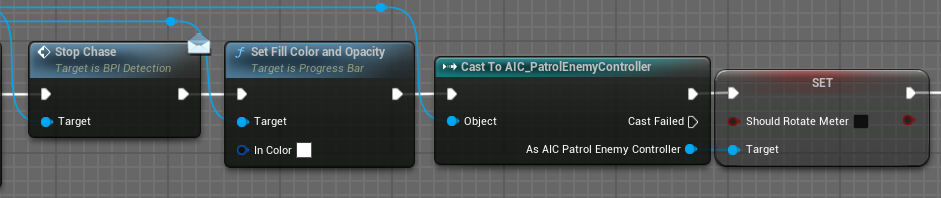 Stop Chase
Target is BPI Detection
Target
Set Fill Color and Opacity
Target is Progress Bar
Target
In Color
Cast To AIC_PatrolEnemyController
Object
Cast Failed
As AIC Patrol Enemy Controller
SET
Should Rotate Meter
Target